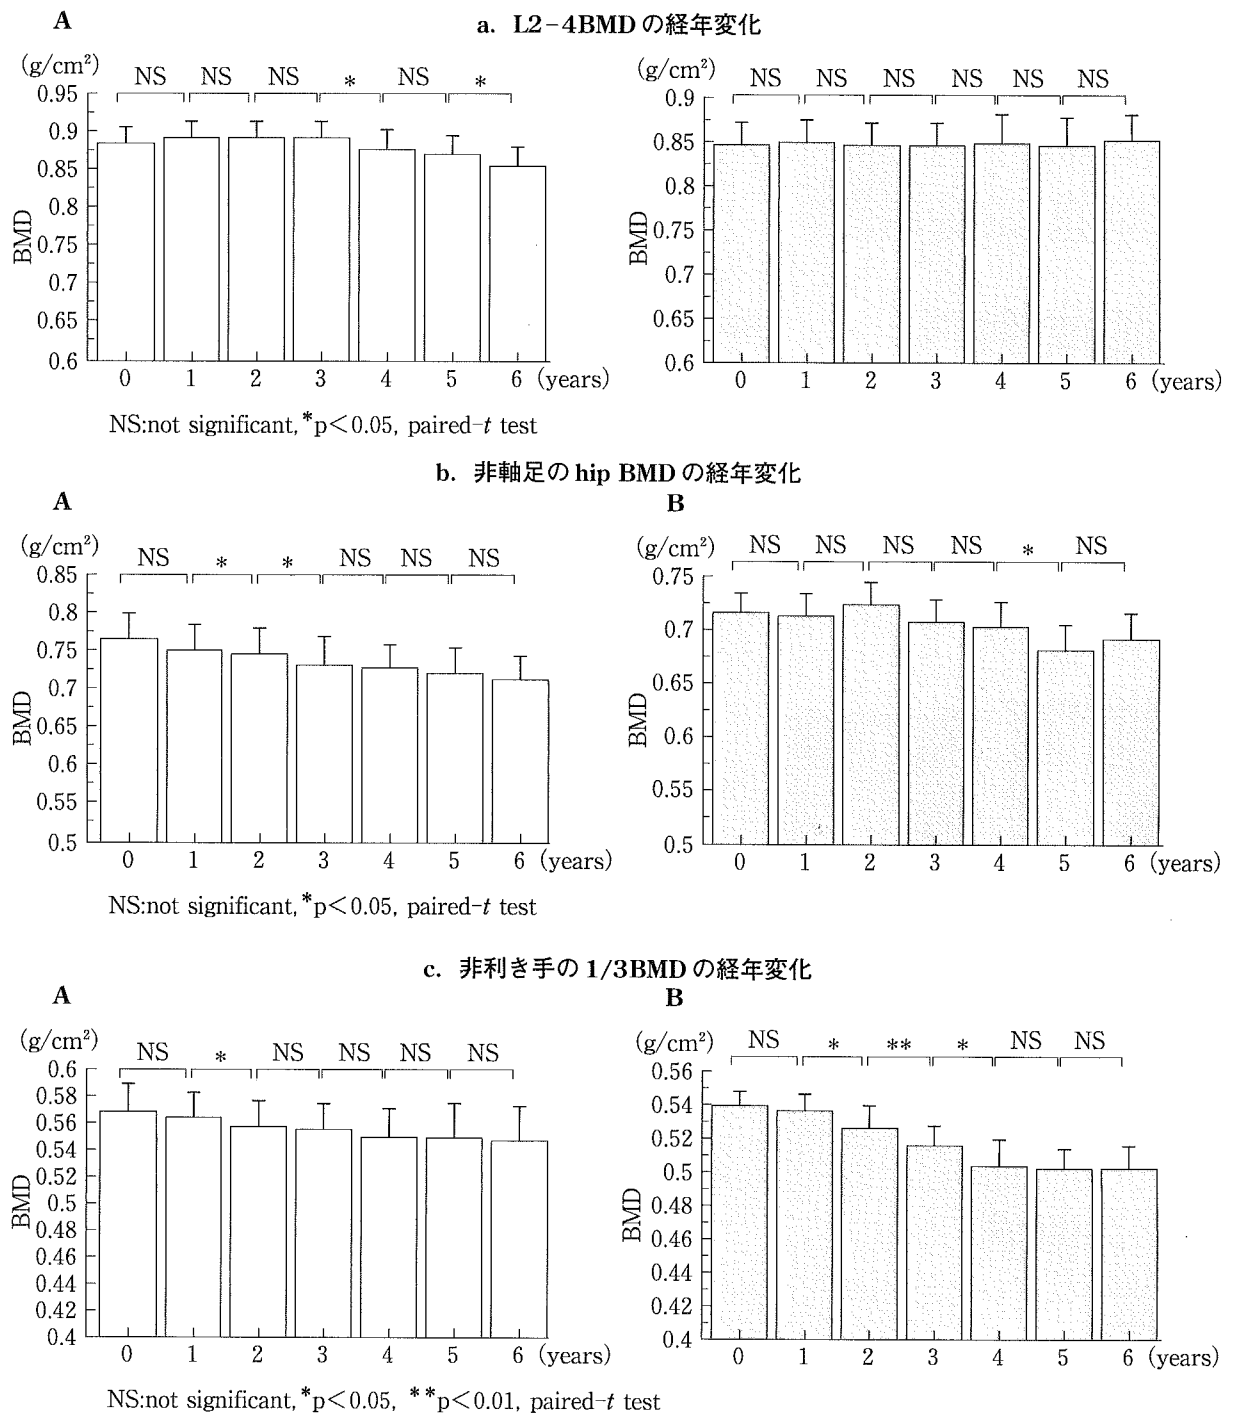 a. L2-4BMDの経年変化
A
(g/cm²)
NS NS NS * NS *
0.95
0.9
0.85
0.8
0.75
0.7
0.65
0.6
BMD
0 1 2 3 4 5 6 (years)
(g/cm²)
NS NS NS NS NS NS
0.9
0.85
0.8
0.75
0.7
0.65
0.6
BMD
0 1 2 3 4 5 6 (years)
NS:not significant, *p<0.05, paired-t test
b. 非軸足のhip BMDの経年変化
A
(g/cm²)
NS * * NS NS NS
0.85
0.8
0.75
0.7
0.65
0.6
0.55
0.5
BMD
0 1 2 3 4 5 6 (years)
B
(g/cm²)
NS NS NS NS * NS
0.75
0.7
0.65
0.6
0.55
0.5
BMD
0 1 2 3 4 5 6 (years)
NS:not significant, *p<0.05, paired-t test
c. 非利き手の1/3BMDの経年変化
A
(g/cm²)
NS * NS NS NS NS
0.6
0.58
0.56
0.54
0.52
0.5
0.48
0.46
0.44
0.42
0.4
BMD
0 1 2 3 4 5 6 (years)
B
(g/cm²)
NS * ** * NS NS
0.56
0.54
0.52
0.5
0.48
0.46
0.44
0.42
0.4
BMD
0 1 2 3 4 5 6 (years)
NS:not significant, *p<0.05, **p<0.01, paired-t test